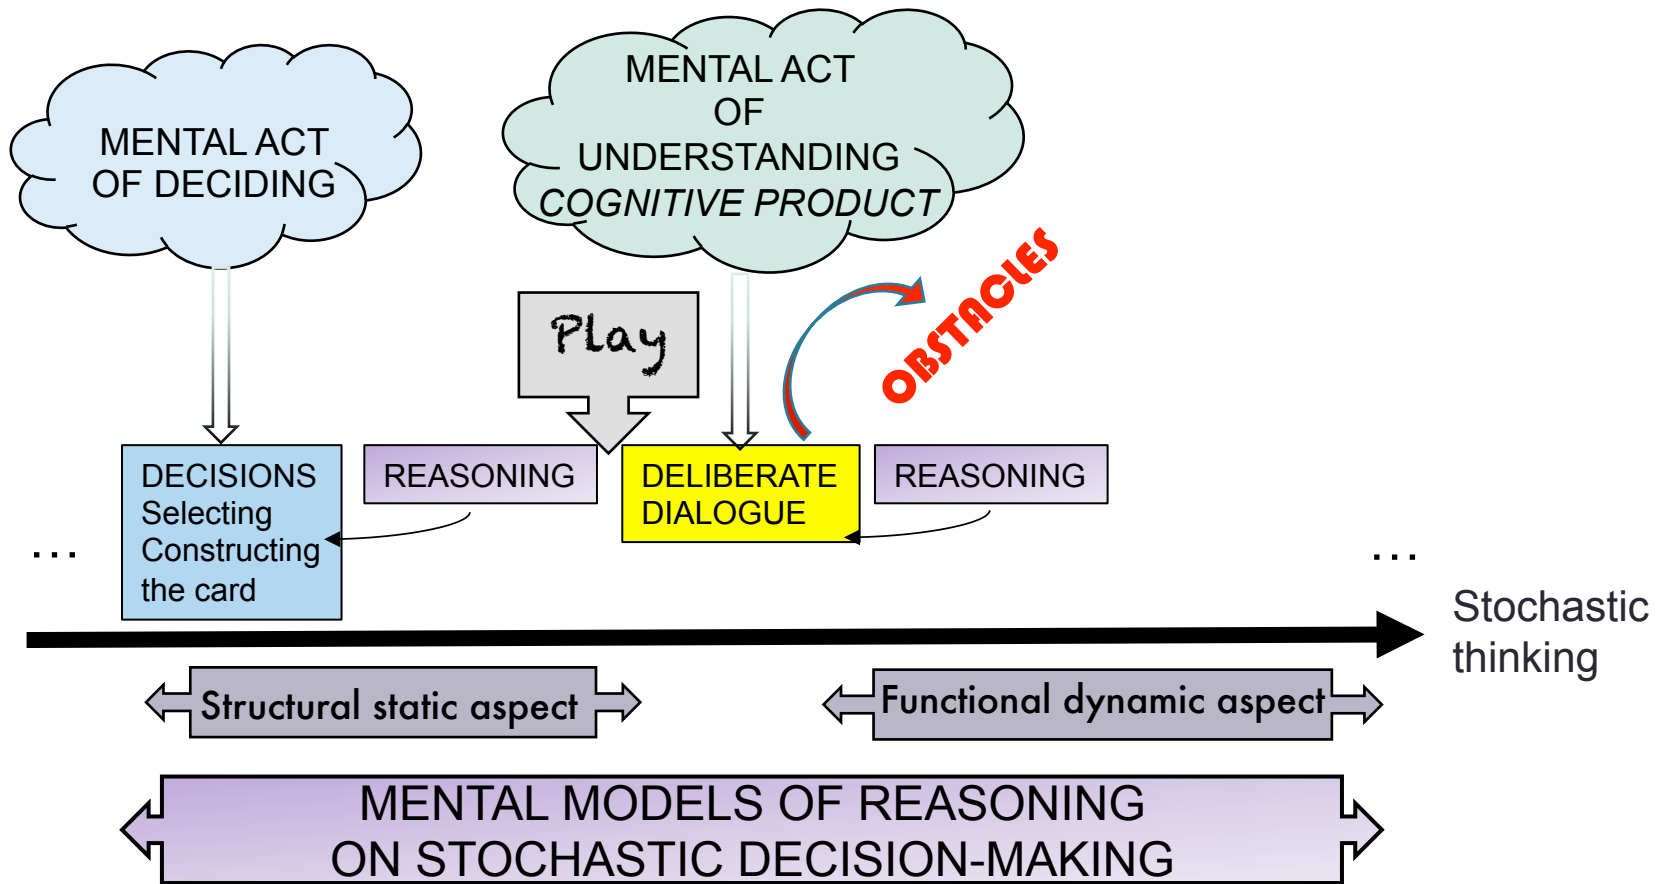 MENTAL ACT
OF DECIDING
MENTAL ACT
OF
UNDERSTANDING
COGNITIVE PRODUCT
Play
OBSTACLES
DECISIONS
Selecting
Constructing
the card
REASONING
DELIBERATE
DIALOGUE
REASONING
...
...
Stochastic
thinking
Structural static aspect
Functional dynamic aspect
MENTAL MODELS OF REASONING
ON STOCHASTIC DECISION-MAKING